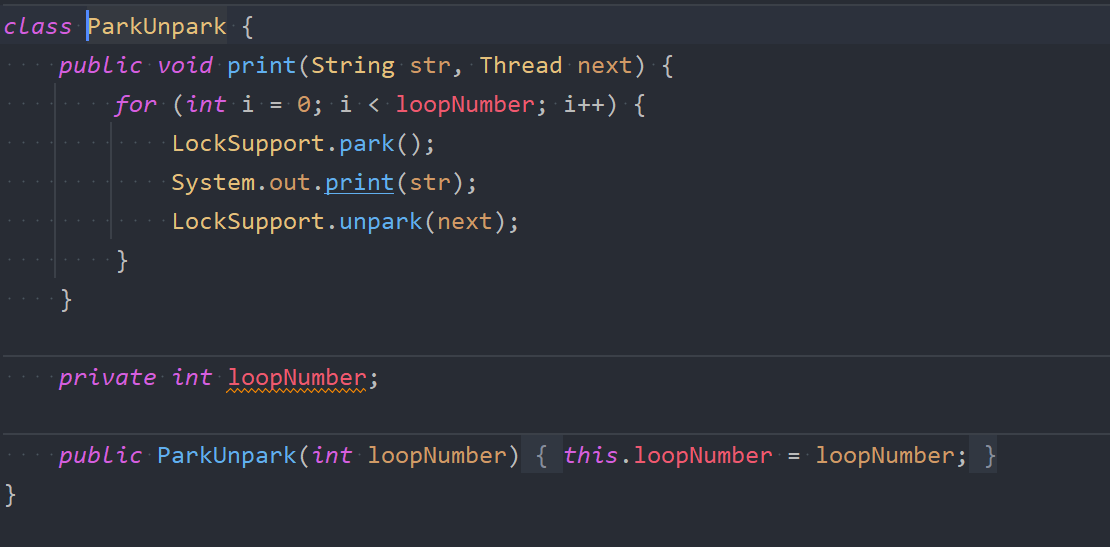 class ParkUnpark {
    public void print(String str, Thread next) {
        for (int i = 0; i < loopNumber; i++) {
            LockSupport.park();
            System.out.print(str);
            LockSupport.unpark(next);
        }
    }
    private int loopNumber;
    public ParkUnpark(int loopNumber) { this.loopNumber = loopNumber; }
}